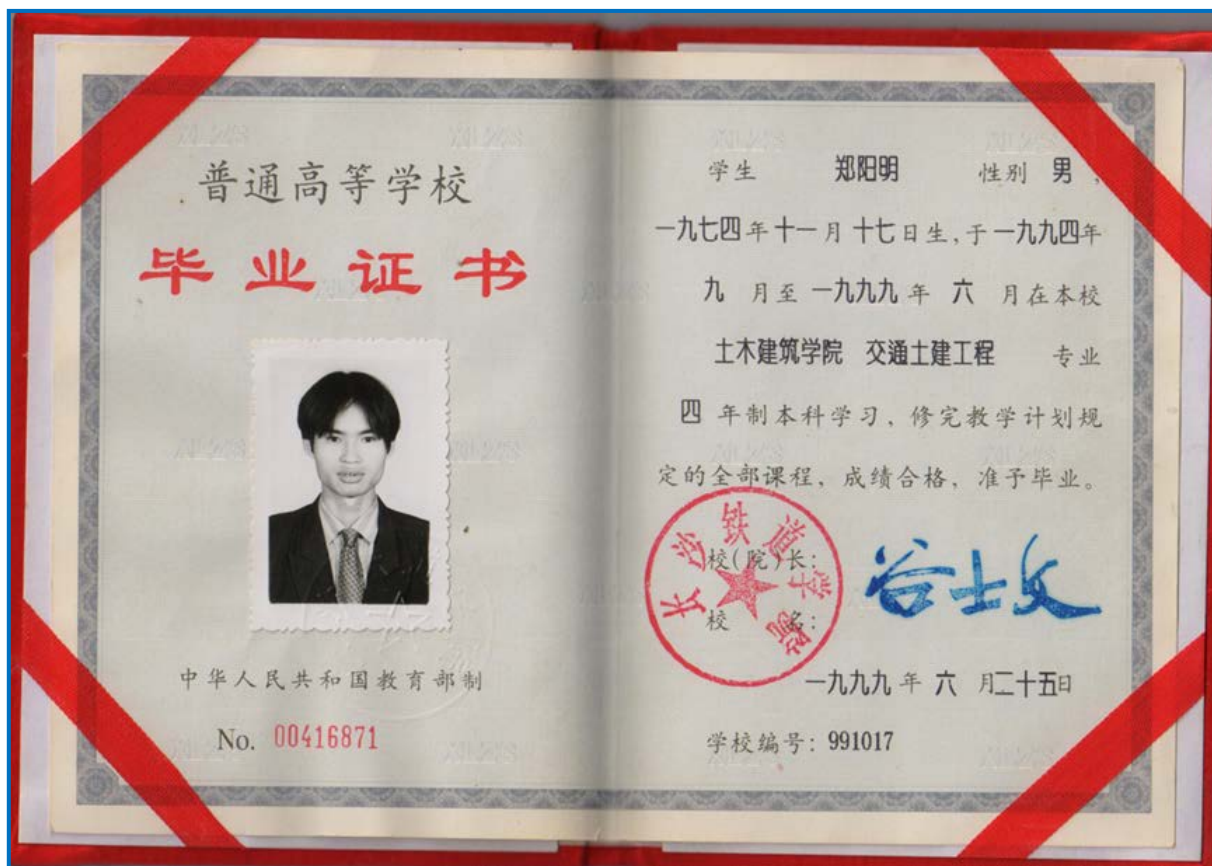 普通高等学校
毕业证书
中华人民共和国教育部制
No. 00416871
学生 郑阳明 性别 男,
一九七四年十一月十七日生,于一九九四年
九 月至 一九九九 年 六 月在本校
土木建筑学院 交通土建工程 专业
四 年制本科学习,修完教学计划规
定的全部课程,成绩合格,准予毕业。
长沙铁道学院
校(院)长: 谷士文
校 名:
一九九九 年 六 月二十五日
学校编号: 991017